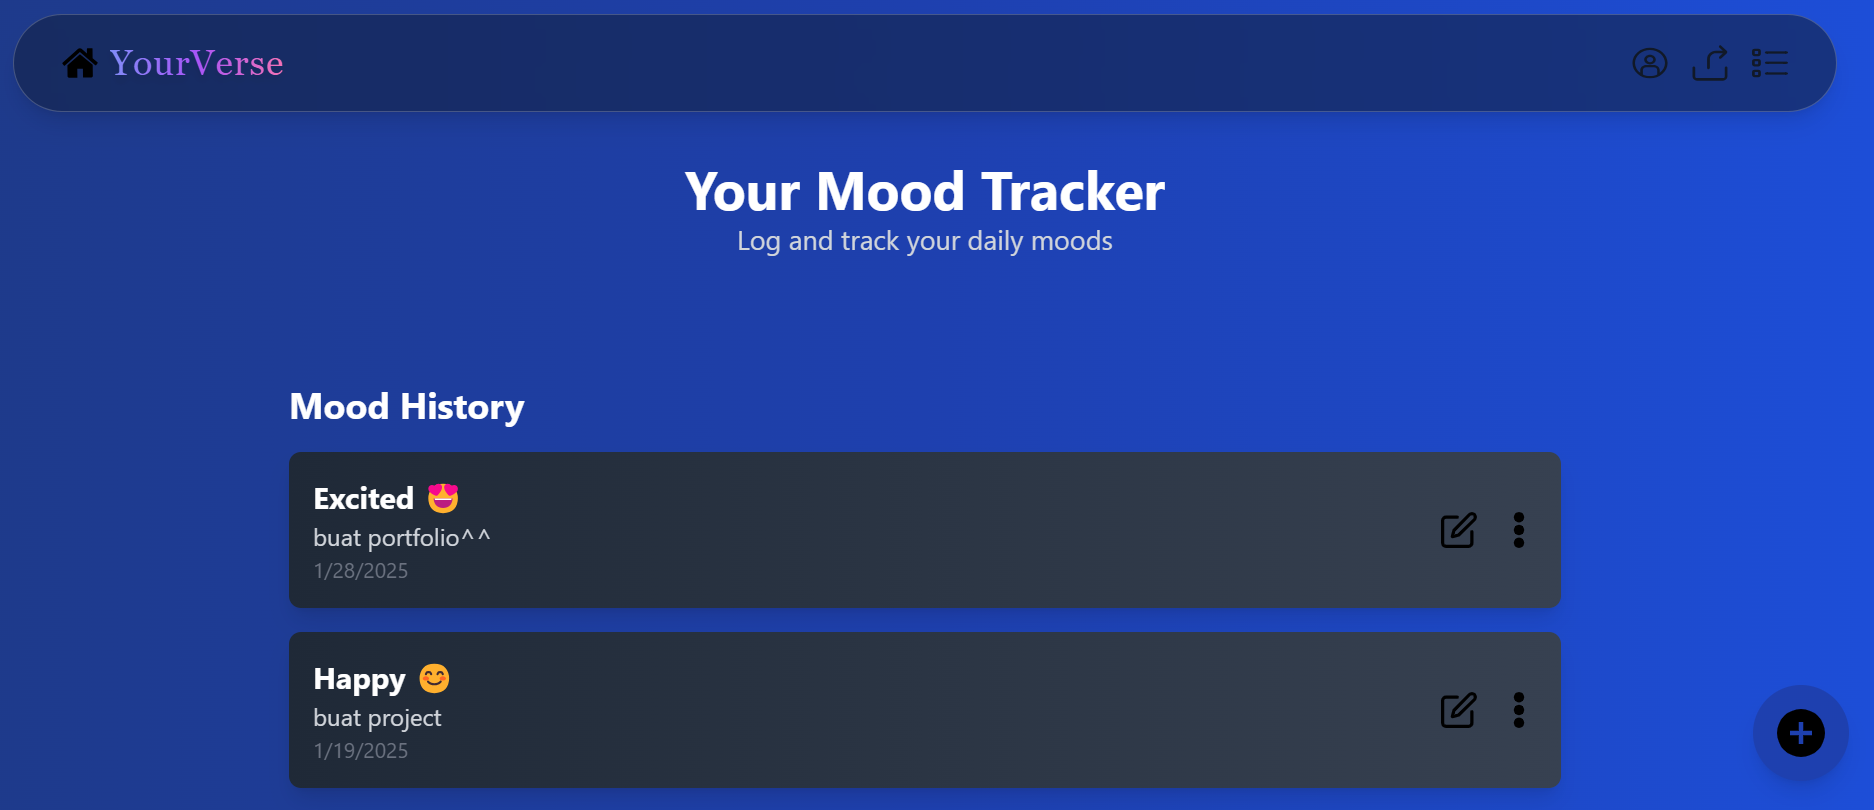 YourVerse
Your Mood Tracker
Log and track your daily moods
Mood History
Excited 😍
buat portfolio^^
1/28/2025
Happy 😊
buat project
1/19/2025